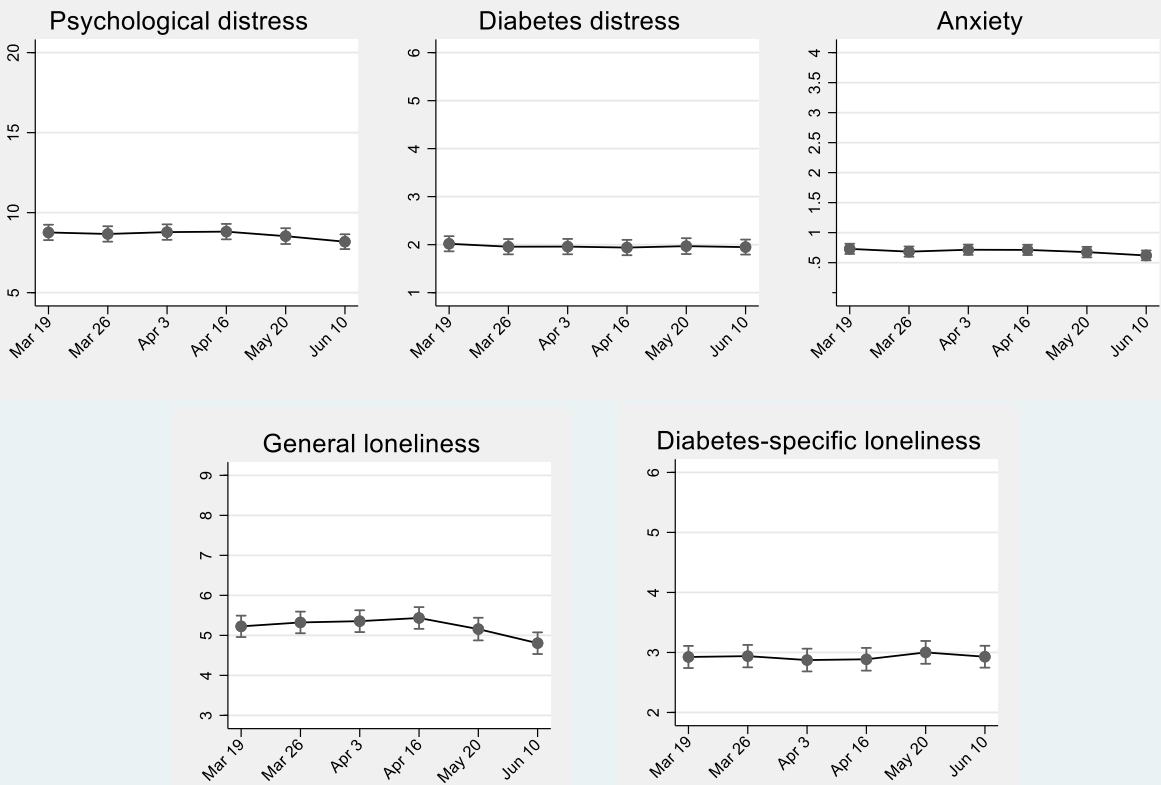 Psychological distress
20
15
10
5
Mar 19
Mar 26
Apr 3
Apr 16
May 20
Jun 10
Diabetes distress
6
5
4
3
2
1
Mar 19
Mar 26
Apr 3
Apr 16
May 20
Jun 10
Anxiety
4
3.5
3
2.5
2
1.5
1
.5
Mar 19
Mar 26
Apr 3
Apr 16
May 20
Jun 10
General loneliness
9
8
7
6
5
4
3
Mar 19
Mar 26
Apr 3
Apr 16
May 20
Jun 10
Diabetes-specific loneliness
6
5
4
3
2
Mar 19
Mar 26
Apr 3
Apr 16
May 20
Jun 10